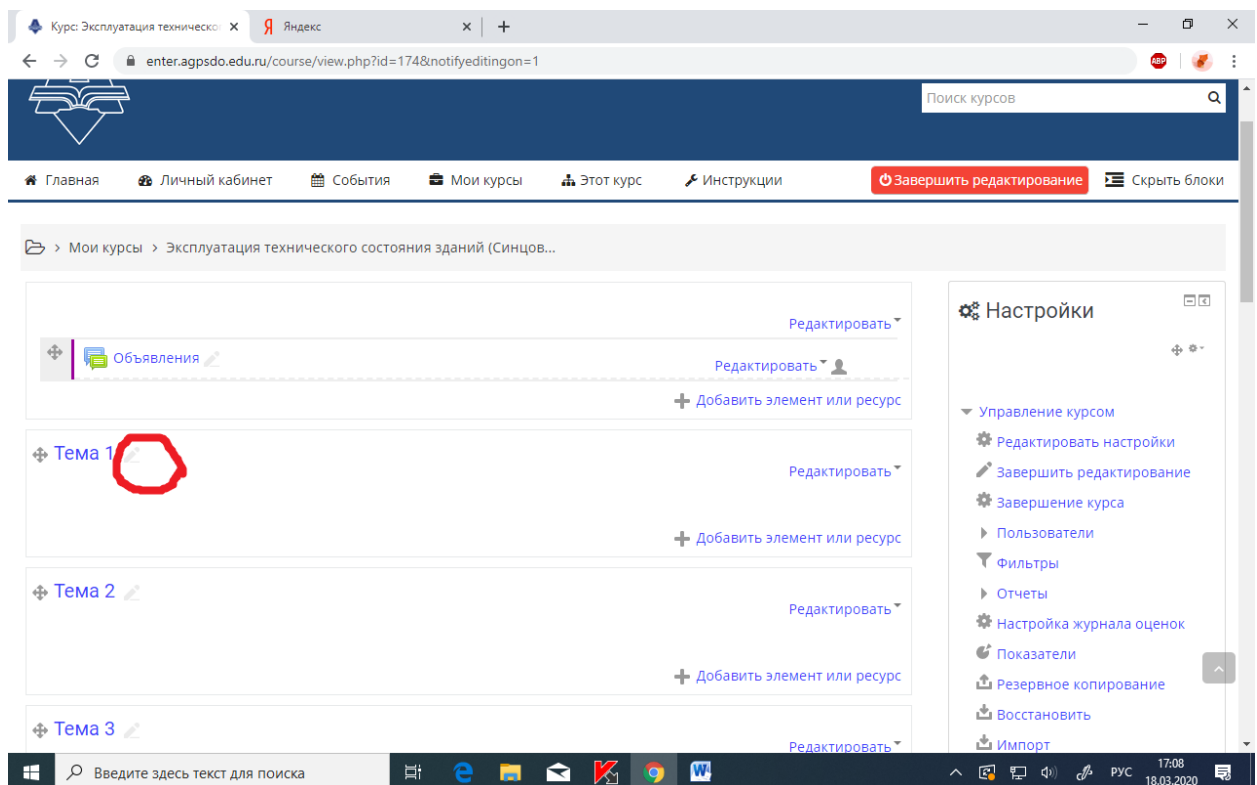 Курс: Эксплуатация техническо
Яндекс
enter.agpsdo.edu.ru/course/view.php?id=174&notifyeditingon=1
ABP
Поиск курсов
Главная Личный кабинет События Мои курсы Этот курс Инструкции Завершить редактирование Скрыть блоки
> Мои курсы > Эксплуатация технического состояния зданий (Синцов...
Редактировать
Объявления
Редактировать
Добавить элемент или ресурс
Тема 1
Редактировать
Добавить элемент или ресурс
Тема 2
Редактировать
Добавить элемент или ресурс
Тема 3
Редактировать
Настройки
Управление курсом
Редактировать настройки
Завершить редактирование
Завершение курса
Пользователи
Фильтры
Отчеты
Настройка журнала оценок
Показатели
Резервное копирование
Восстановить
Импорт
Введите здесь текст для поиска
РУС
17:08
18.03.2020